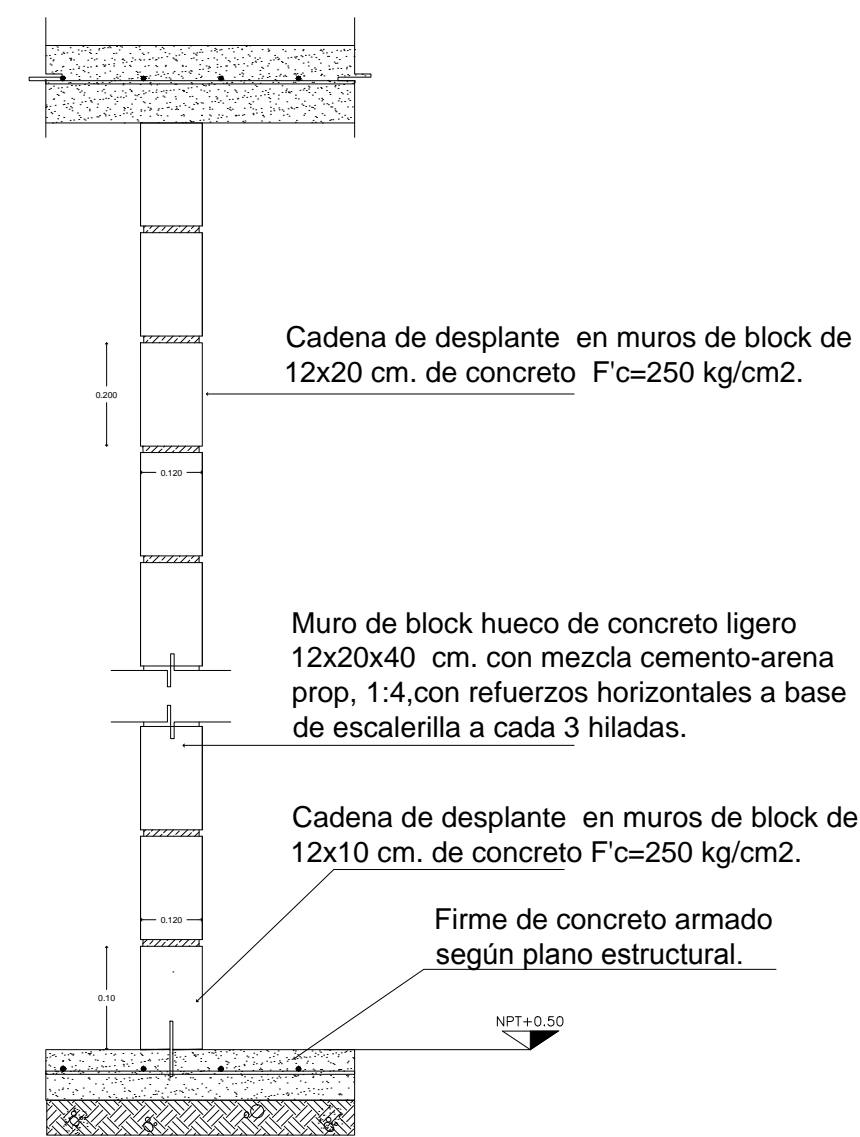 Cadena de desplante en muros de block de
12x20 cm. de concreto F'c=250 kg/cm2.
0.200
0.120
Muro de block hueco de concreto ligero
12x20x40 cm. con mezcla cemento-arena
prop, 1:4,con refuerzos horizontales a base
de escalerilla a cada 3 hiladas.
Cadena de desplante en muros de block de
12x10 cm. de concreto F'c=250 kg/cm2.
0.120
Firme de concreto armado
según plano estructural.
0.10
NPT+0.50